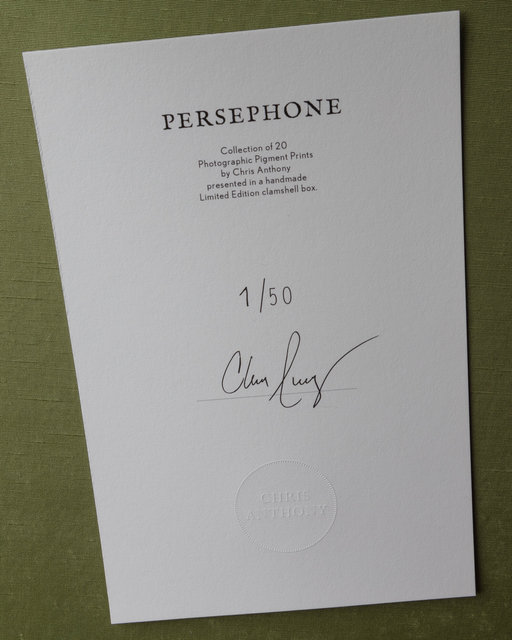 PERSEPHONE
Collection of 20
Photographic Pigment Prints
by Chris Anthony
presented in a handmade
Limited Edition clamshell box.
1/50
CHRIS
ANTHONY